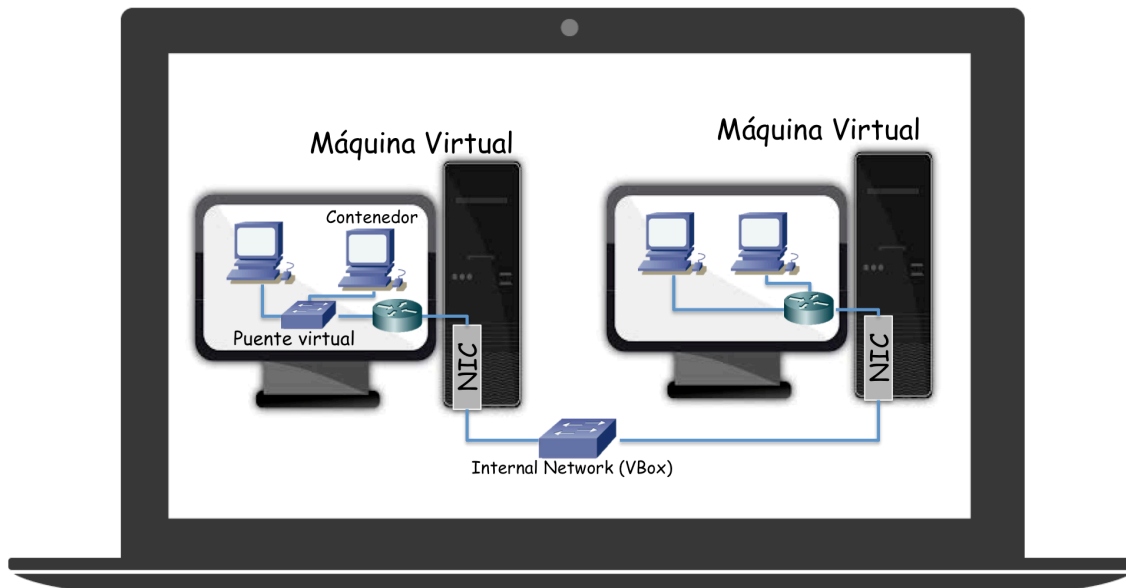 Máquina Virtual
Máquina Virtual
Contenedor
Puente virtual
NIC
NIC
Internal Network (VBox)